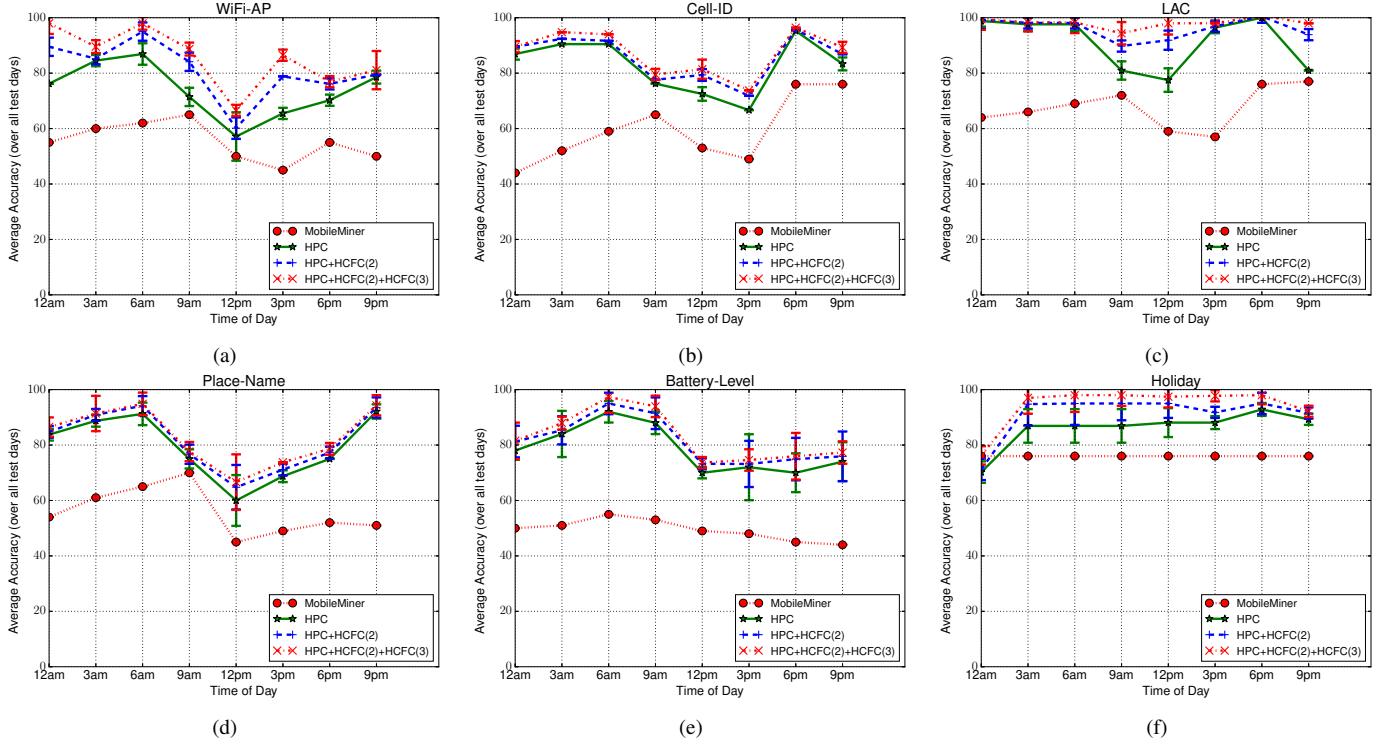 WiFi-AP
100
80
60
40
20
0
Average Accuracy (over all test days)
MobileMiner
HPC
HPC+HCFC(2)
HPC+HCFC(2)+HCFC(3)
12am 3am 6am 9am 12pm 3pm 6pm 9pm
Time of Day
(a)
Cell-ID
100
80
60
40
20
0
Average Accuracy (over all test days)
MobileMiner
HPC
HPC+HCFC(2)
HPC+HCFC(2)+HCFC(3)
12am 3am 6am 9am 12pm 3pm 6pm 9pm
Time of Day
(b)
LAC
100
80
60
40
20
0
Average Accuracy (over all test days)
MobileMiner
HPC
HPC+HCFC(2)
HPC+HCFC(2)+HCFC(3)
12am 3am 6am 9am 12pm 3pm 6pm 9pm
Time of Day
(c)
Place-Name
100
80
60
40
20
0
Average Accuracy (over all test days)
MobileMiner
HPC
HPC+HCFC(2)
HPC+HCFC(2)+HCFC(3)
12am 3am 6am 9am 12pm 3pm 6pm 9pm
Time of Day
(d)
Battery-Level
100
80
60
40
20
0
Average Accuracy (over all test days)
MobileMiner
HPC
HPC+HCFC(2)
HPC+HCFC(2)+HCFC(3)
12am 3am 6am 9am 12pm 3pm 6pm 9pm
Time of Day
(e)
Holiday
100
80
60
40
20
0
Average Accuracy (over all test days)
MobileMiner
HPC
HPC+HCFC(2)
HPC+HCFC(2)+HCFC(3)
12am 3am 6am 9am 12pm 3pm 6pm 9pm
Time of Day
(f)